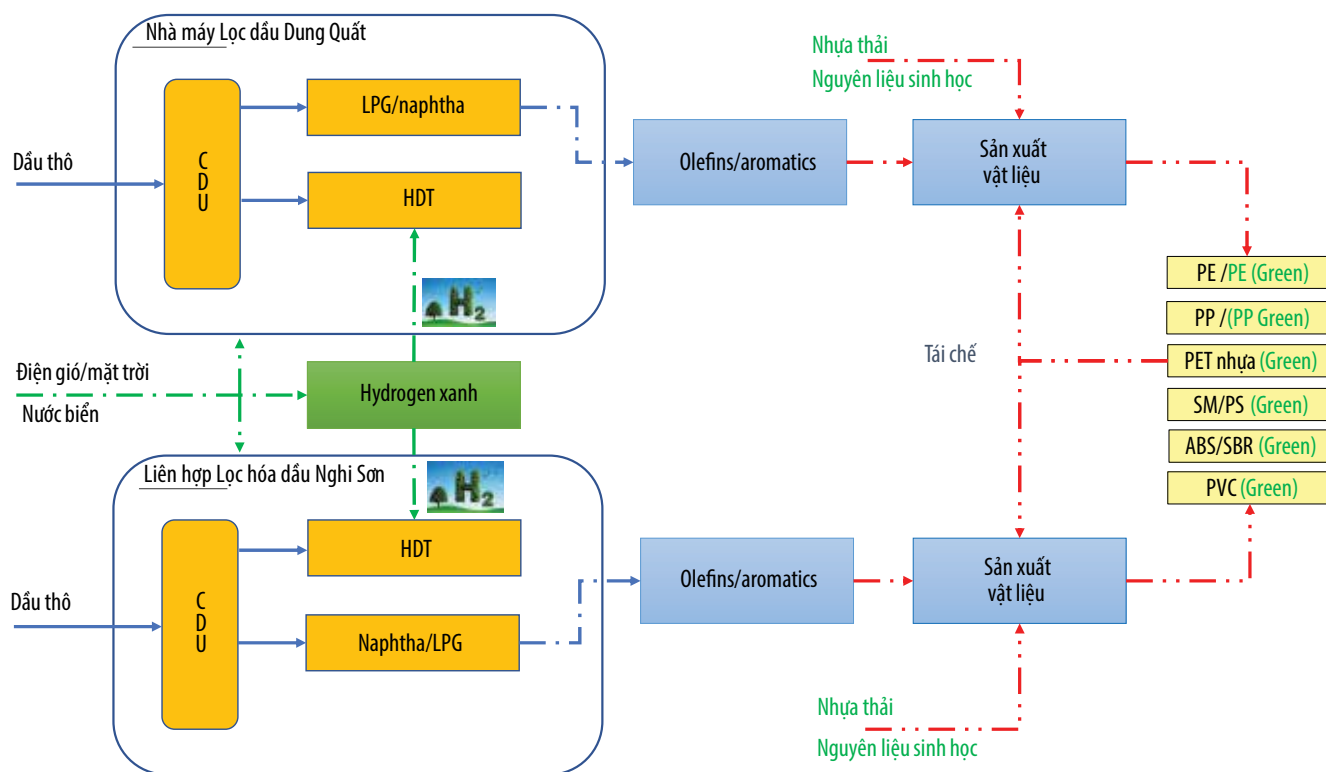 Nhà máy Lọc dầu Dung Quất
Nhựa thải
Nguyên liệu sinh học
LPG/naphtha
Dầu thô
C
D
U
HDT
Olefins/aromatics
Sản xuất
vật liệu
H2
PE /PE (Green)
PP /(PP Green)
PET nhựa (Green)
SM/PS (Green)
ABS/SBR (Green)
PVC (Green)
Tái chế
Điện gió/mặt trời
Nước biển
Hydrogen xanh
Liên hợp Lọc hóa dầu Nghi Sơn
H2
HDT
Dầu thô
C
D
U
Naphtha/LPG
Olefins/aromatics
Sản xuất
vật liệu
Nhựa thải
Nguyên liệu sinh học